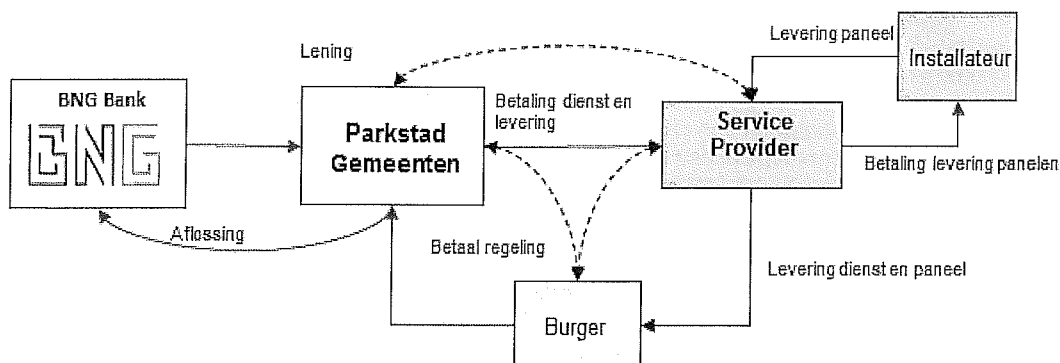 Levering paneel
Installateur
Lening
BNG Bank
BNG
Parkstad
Gemeenten
Betaling dienst en
levering
Service
Provider
Betaling levering panelen
Aflossing
Betaal regeling
Levering dienst en paneel
Burger